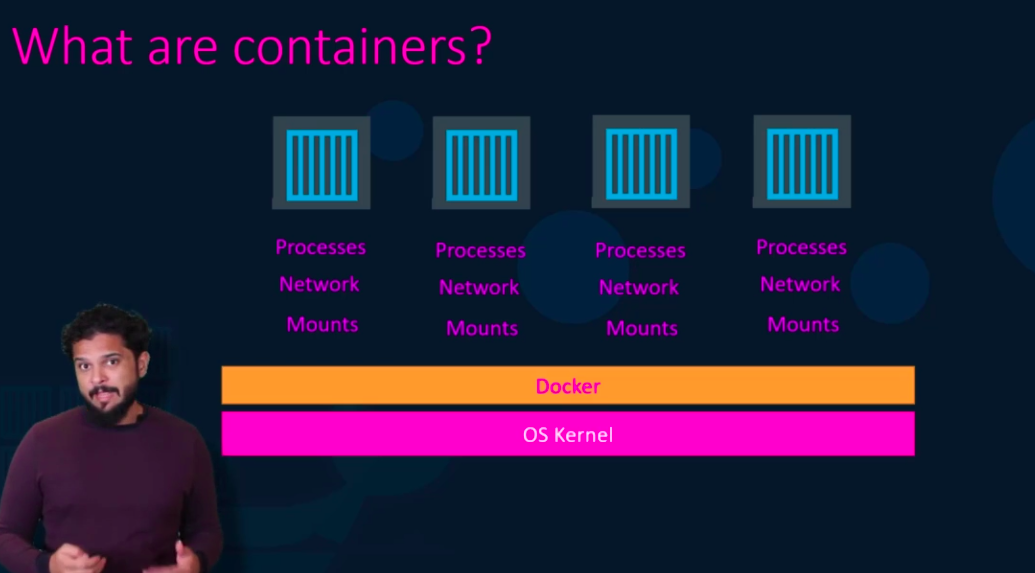 What are containers?
Processes Processes Processes Processes
Network Network Network Network
Mounts Mounts Mounts Mounts
Docker
OS Kernel